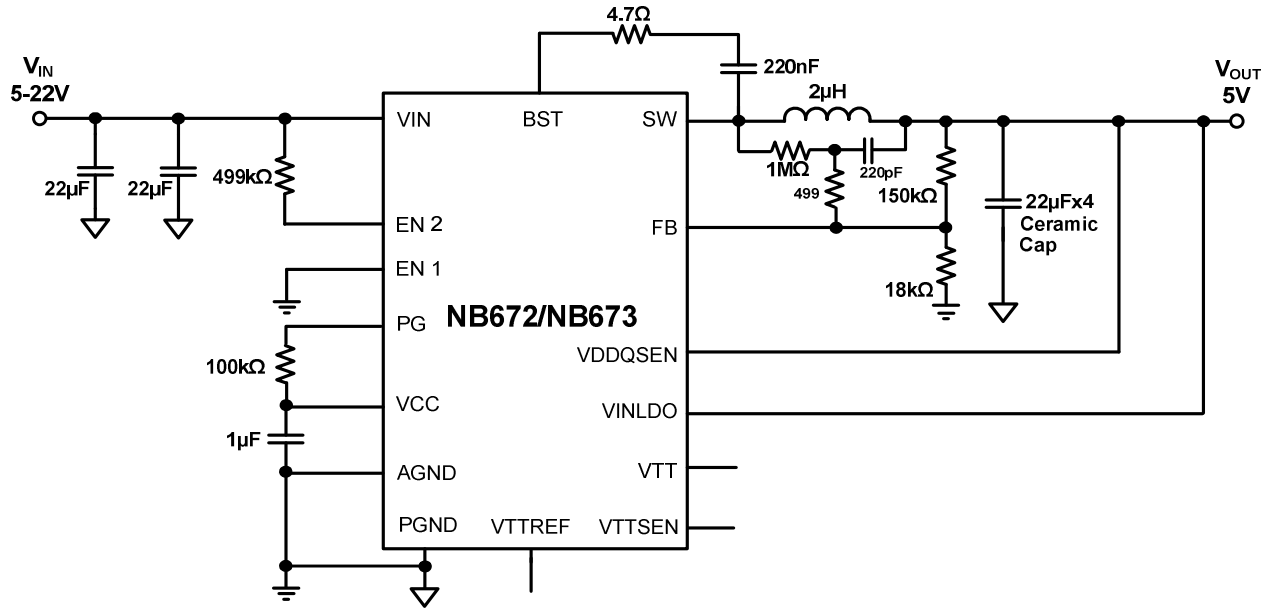 4.7Ω
VIN
5-22V
220nF
VOUT
5V
2µH
VIN
BST
SW
22µF
22µF
499kΩ
1MΩ
220pF
499
150kΩ
22µFx4
Ceramic
Cap
EN 2
FB
EN 1
18kΩ
NB672/NB673
PG
100kΩ
VDDQSEN
VCC
VINLDO
1µF
AGND
VTT
PGND
VTTREF
VTTSEN